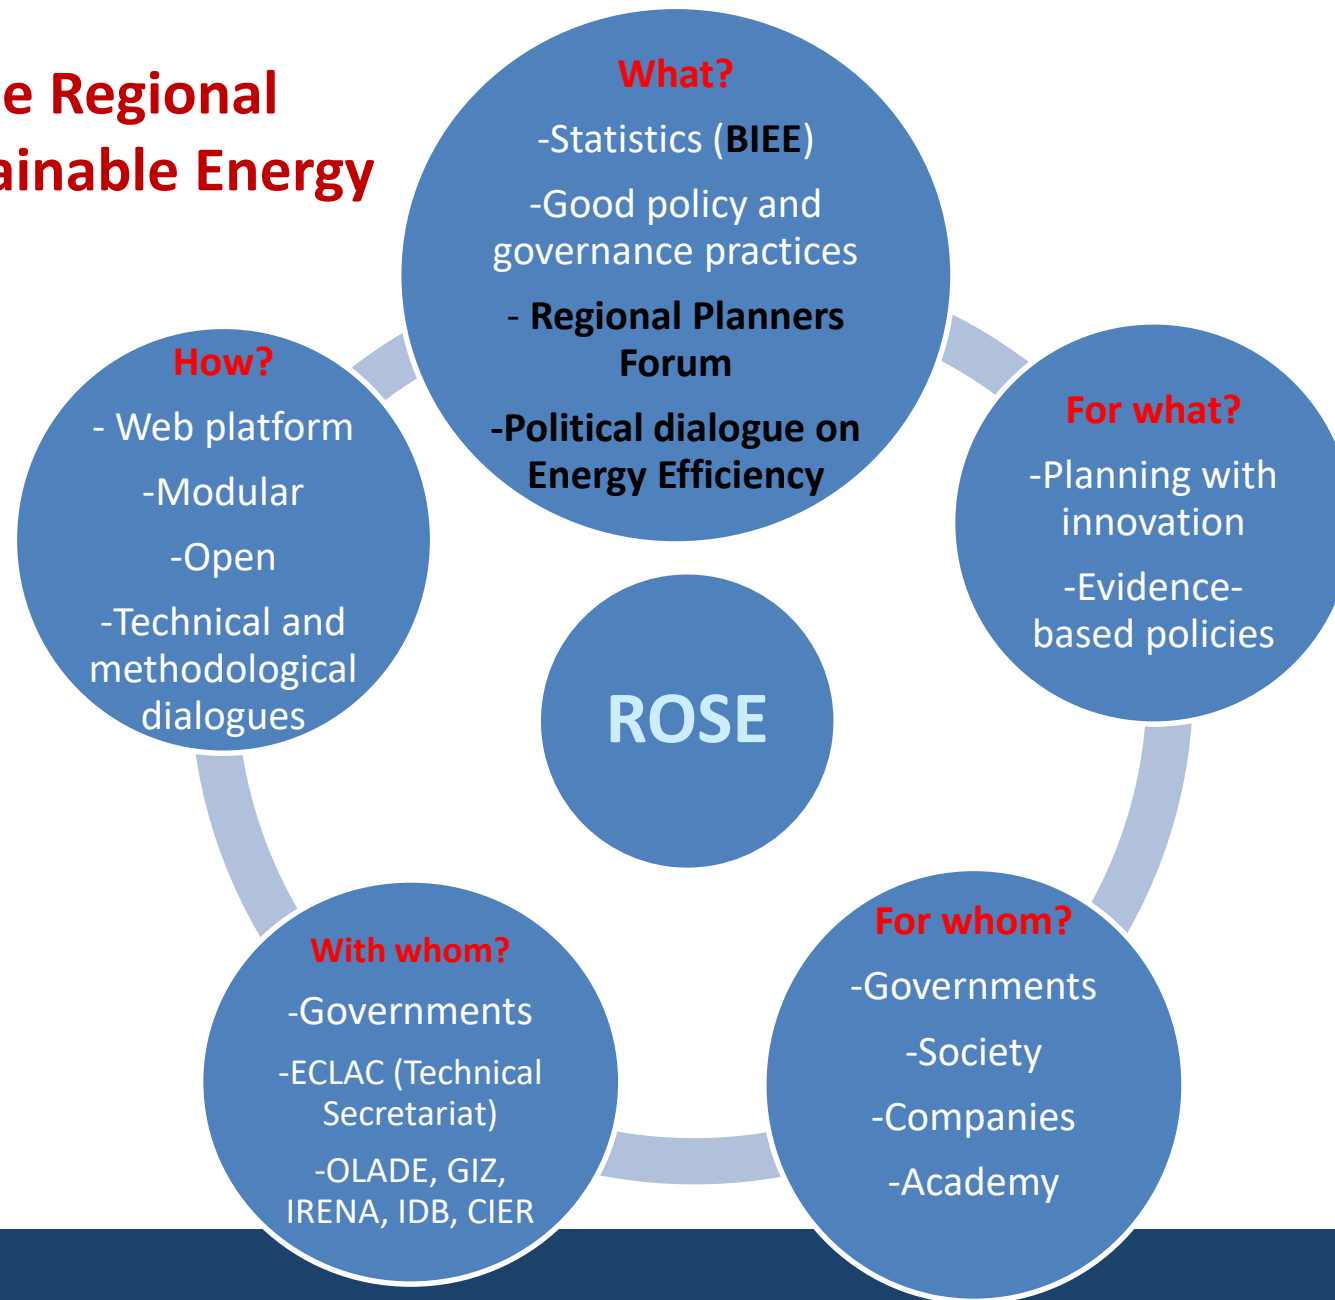 e Regional
ainable Energy
What?
-Statistics (BIEE)
-Good policy and
governance practices
- Regional Planners
Forum
-Political dialogue on
Energy Efficiency
For what?
-Planning with
innovation
-Evidence-
based policies
For whom?
-Governments
-Society
-Companies
-Academy
With whom?
-Governments
-ECLAC (Technical
Secretariat)
-OLADE, GIZ,
IRENA, IDB, CIER
How?
- Web platform
-Modular
-Open
-Technical and
methodological
dialogues
ROSE